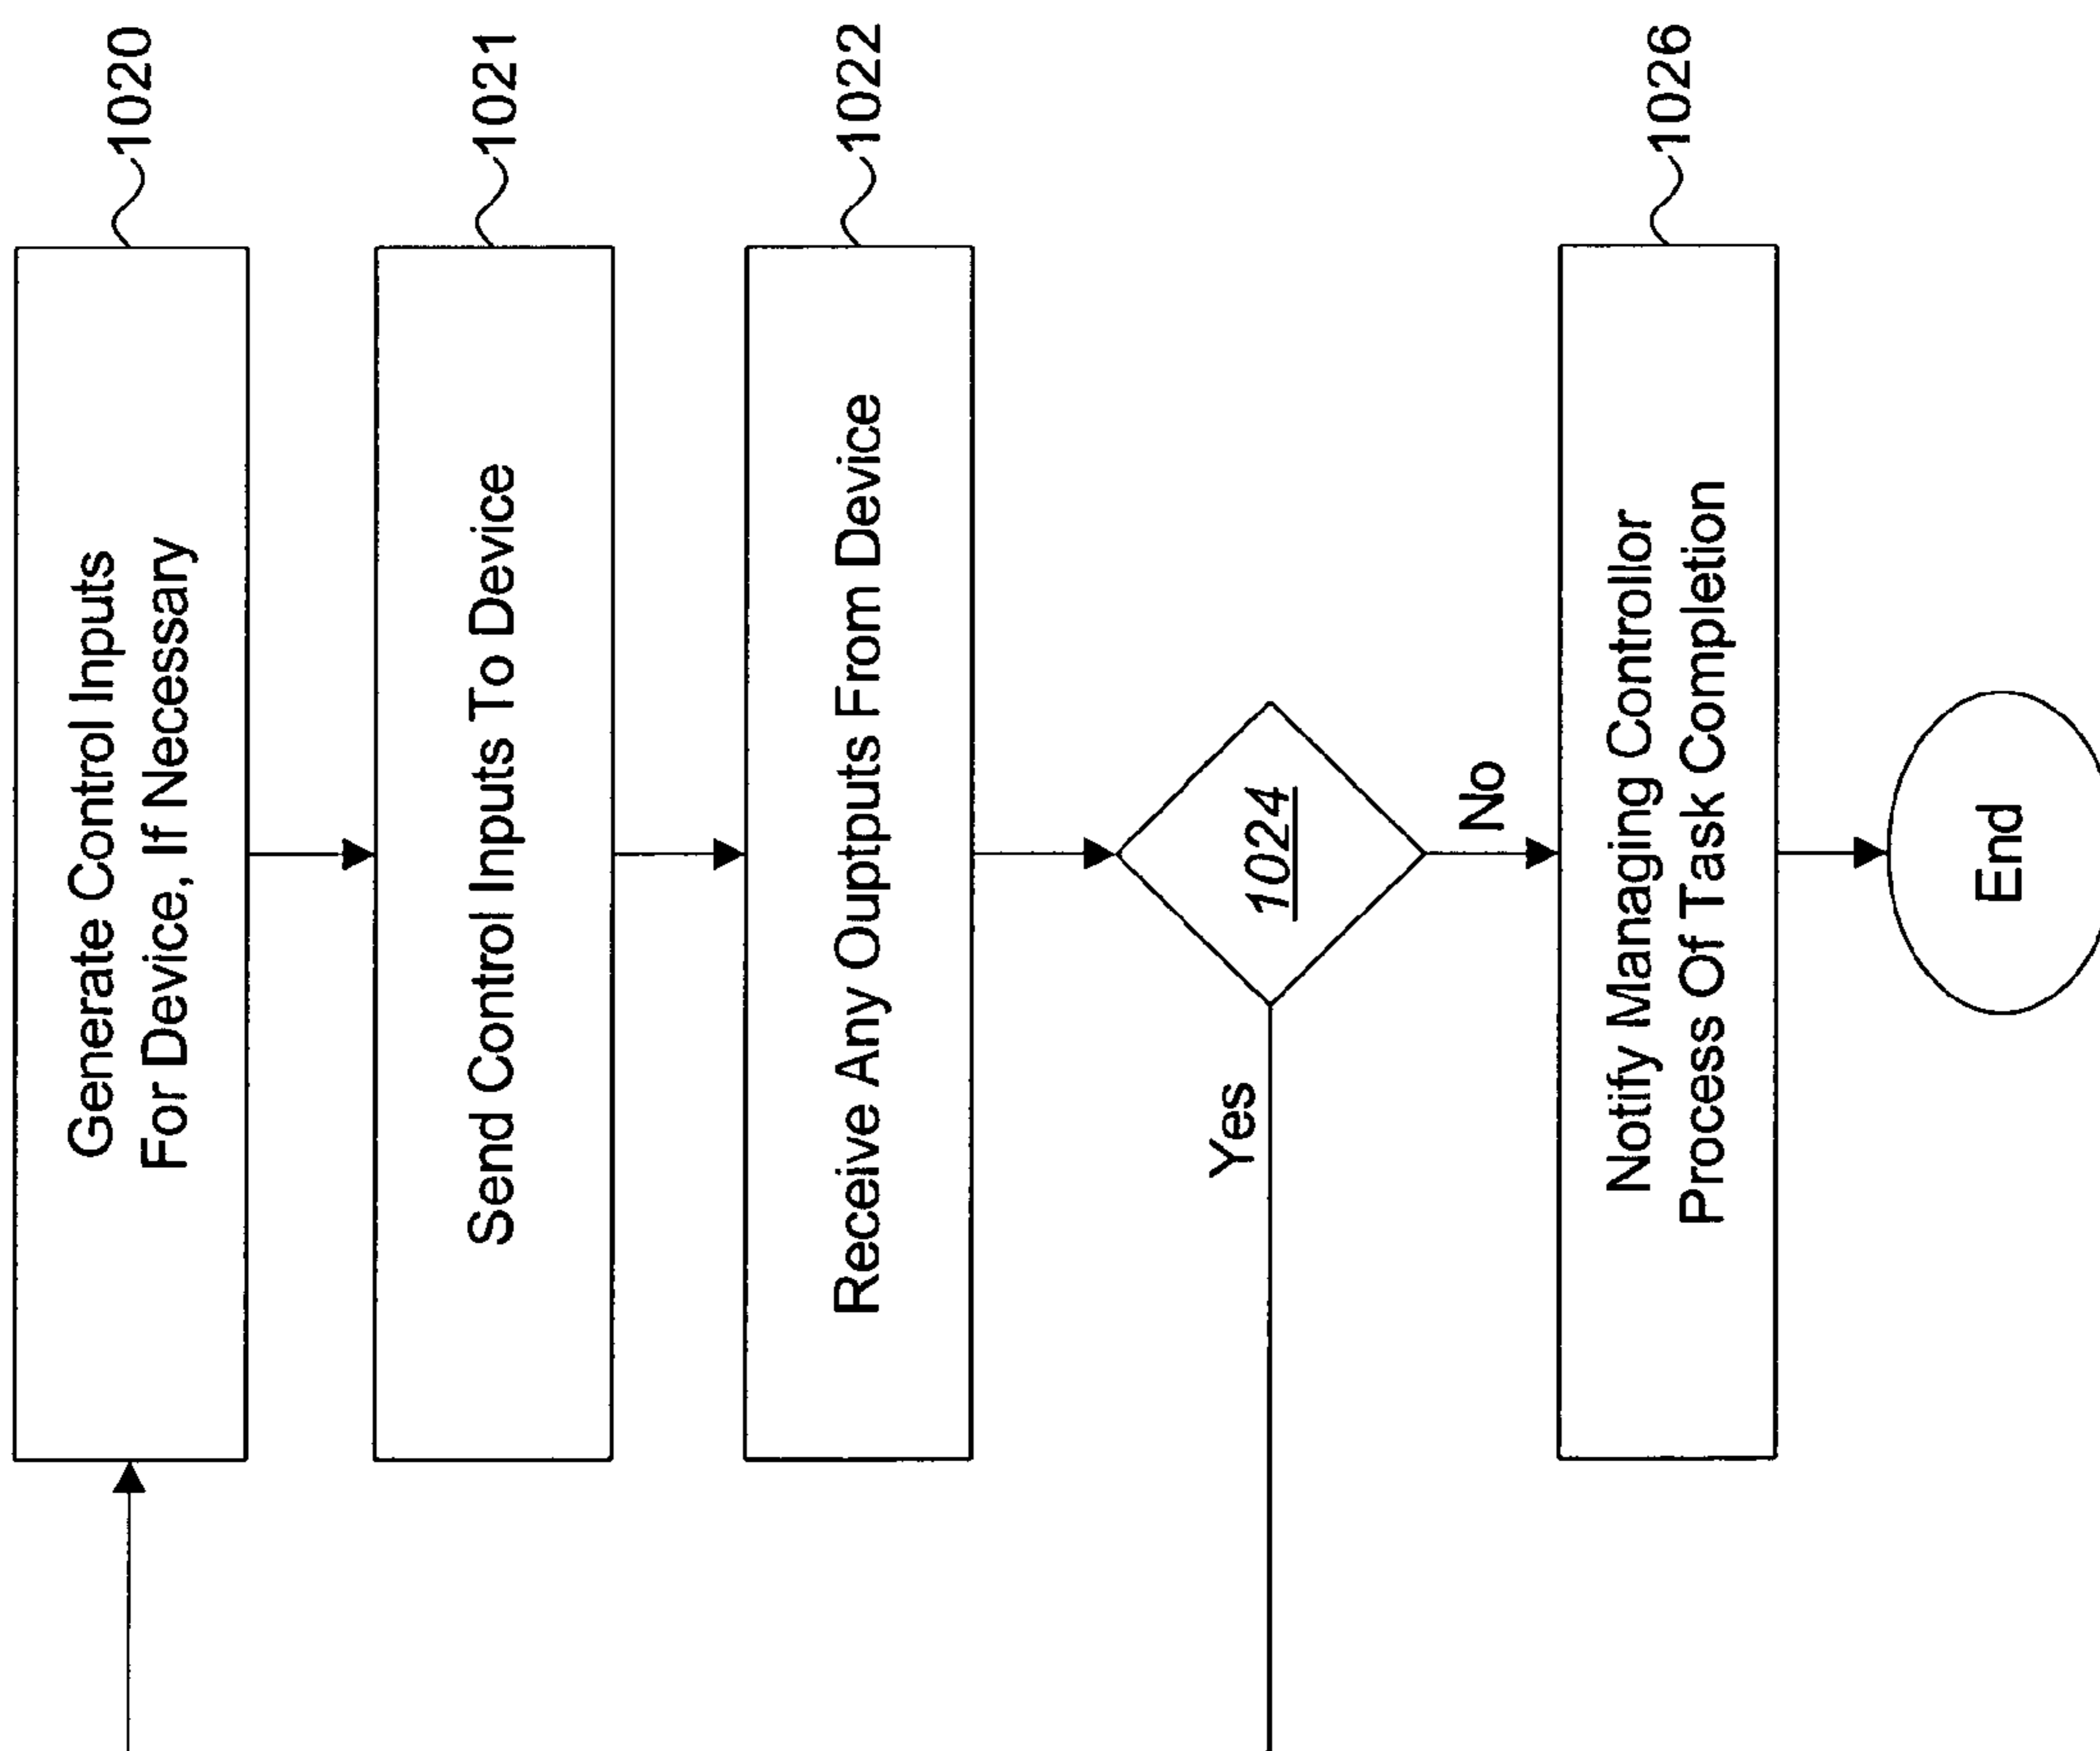 Generate Control Inputs
For Device, If Necessary
1020
Send Control Inputs To Device
1021
Receive Any Ouptputs From Device
1022
1024
Yes
No
Notify Managing Controllor
Process Of Task Completion
1026
End